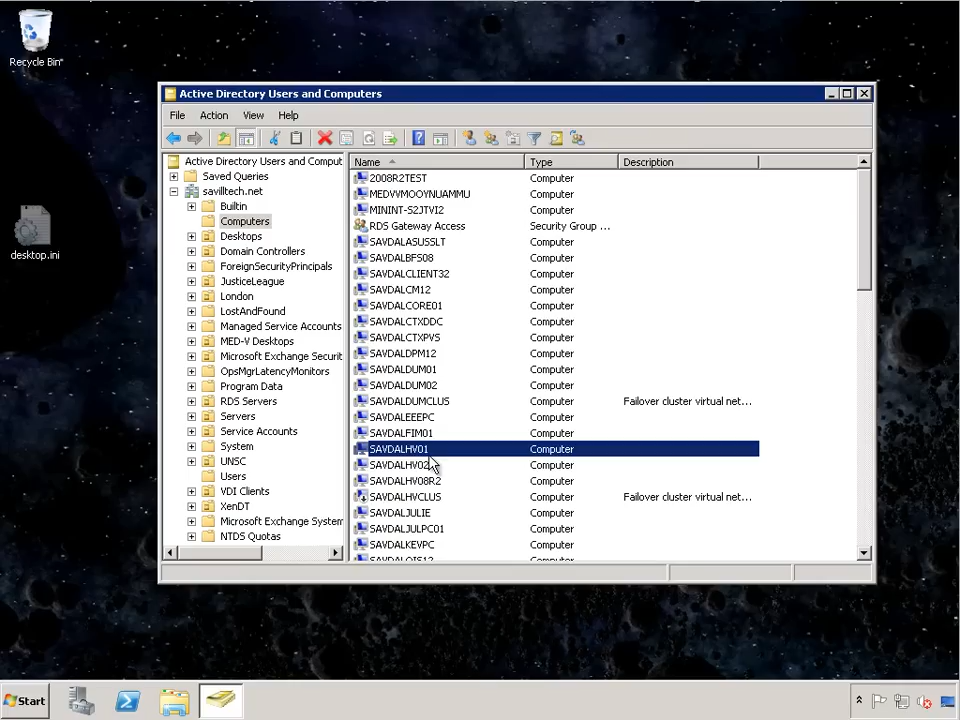 Recycle Bin
desktop.ini
Active Directory Users and Computers
File Action View Help
Active Directory Users and Comput
Saved Queries
savilltech.net
Builtin
Computers
Desktops
Domain Controllers
ForeignSecurityPrincipals
JusticeLeague
London
LostAndFound
Managed Service Accounts
MED-V Desktops
Microsoft Exchange Securit
OpsMgrLatencyMonitors
Program Data
RDS Servers
Servers
Service Accounts
System
UNSC
Users
VDI Clients
XenDT
Microsoft Exchange System
NTDS Quotas
Name Type Description
2008R2TEST Computer
MEDVVMOOYNUAMMU Computer
MININT-S2JTVI2 Computer
RDS Gateway Access Security Group ...
SAVDALASUSSLT Computer
SAVDALBFS08 Computer
SAVDALCLIENT32 Computer
SAVDALCM12 Computer
SAVDALCORE01 Computer
SAVDALCTXDDC Computer
SAVDALCTXPVS Computer
SAVDALDPM12 Computer
SAVDALDUM01 Computer
SAVDALDUM02 Computer
SAVDALDUMCLUS Computer Failover cluster virtual net...
SAVDALEEEPC Computer
SAVDALFIM01 Computer
SAVDALHV01 Computer
SAVDALHV02 Computer
SAVDALHV08R2 Computer
SAVDALHVCLUS Computer Failover cluster virtual net...
SAVDALJULIE Computer
SAVDALJULPC01 Computer
SAVDALKEVPC Computer
Computer
Start